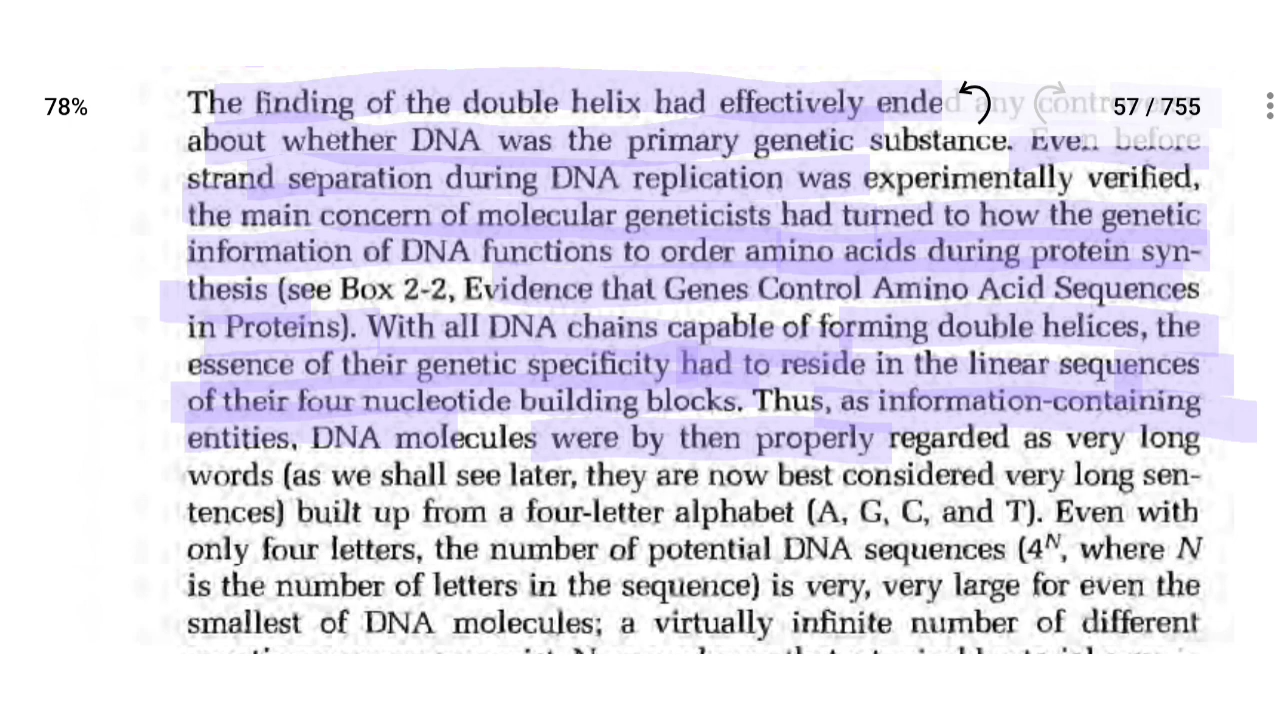 78%
57 / 755
The finding of the double helix had effectively ended any
about whether DNA was the primary genetic substance. Even before
strand separation during DNA replication was experimentally verified,
the main concern of molecular geneticists had turned to how the genetic
information of DNA functions to order amino acids during protein syn-
thesis (see Box 2-2, Evidence that Genes Control Amino Acid Sequences
in Proteins). With all DNA chains capable of forming double helices, the
essence of their genetic specificity had to reside in the linear sequences
of their four nucleotide building blocks. Thus, as information-containing
entities, DNA molecules were by then properly regarded as very long
words (as we shall see later, they are now best considered very long sen-
tences) built up from a four-letter alphabet (A, G, C, and T). Even with
only four letters, the number of potential DNA sequences (4ᴺ, where N
is the number of letters in the sequence) is very, very large for even the
smallest of DNA molecules; a virtually infinite number of different